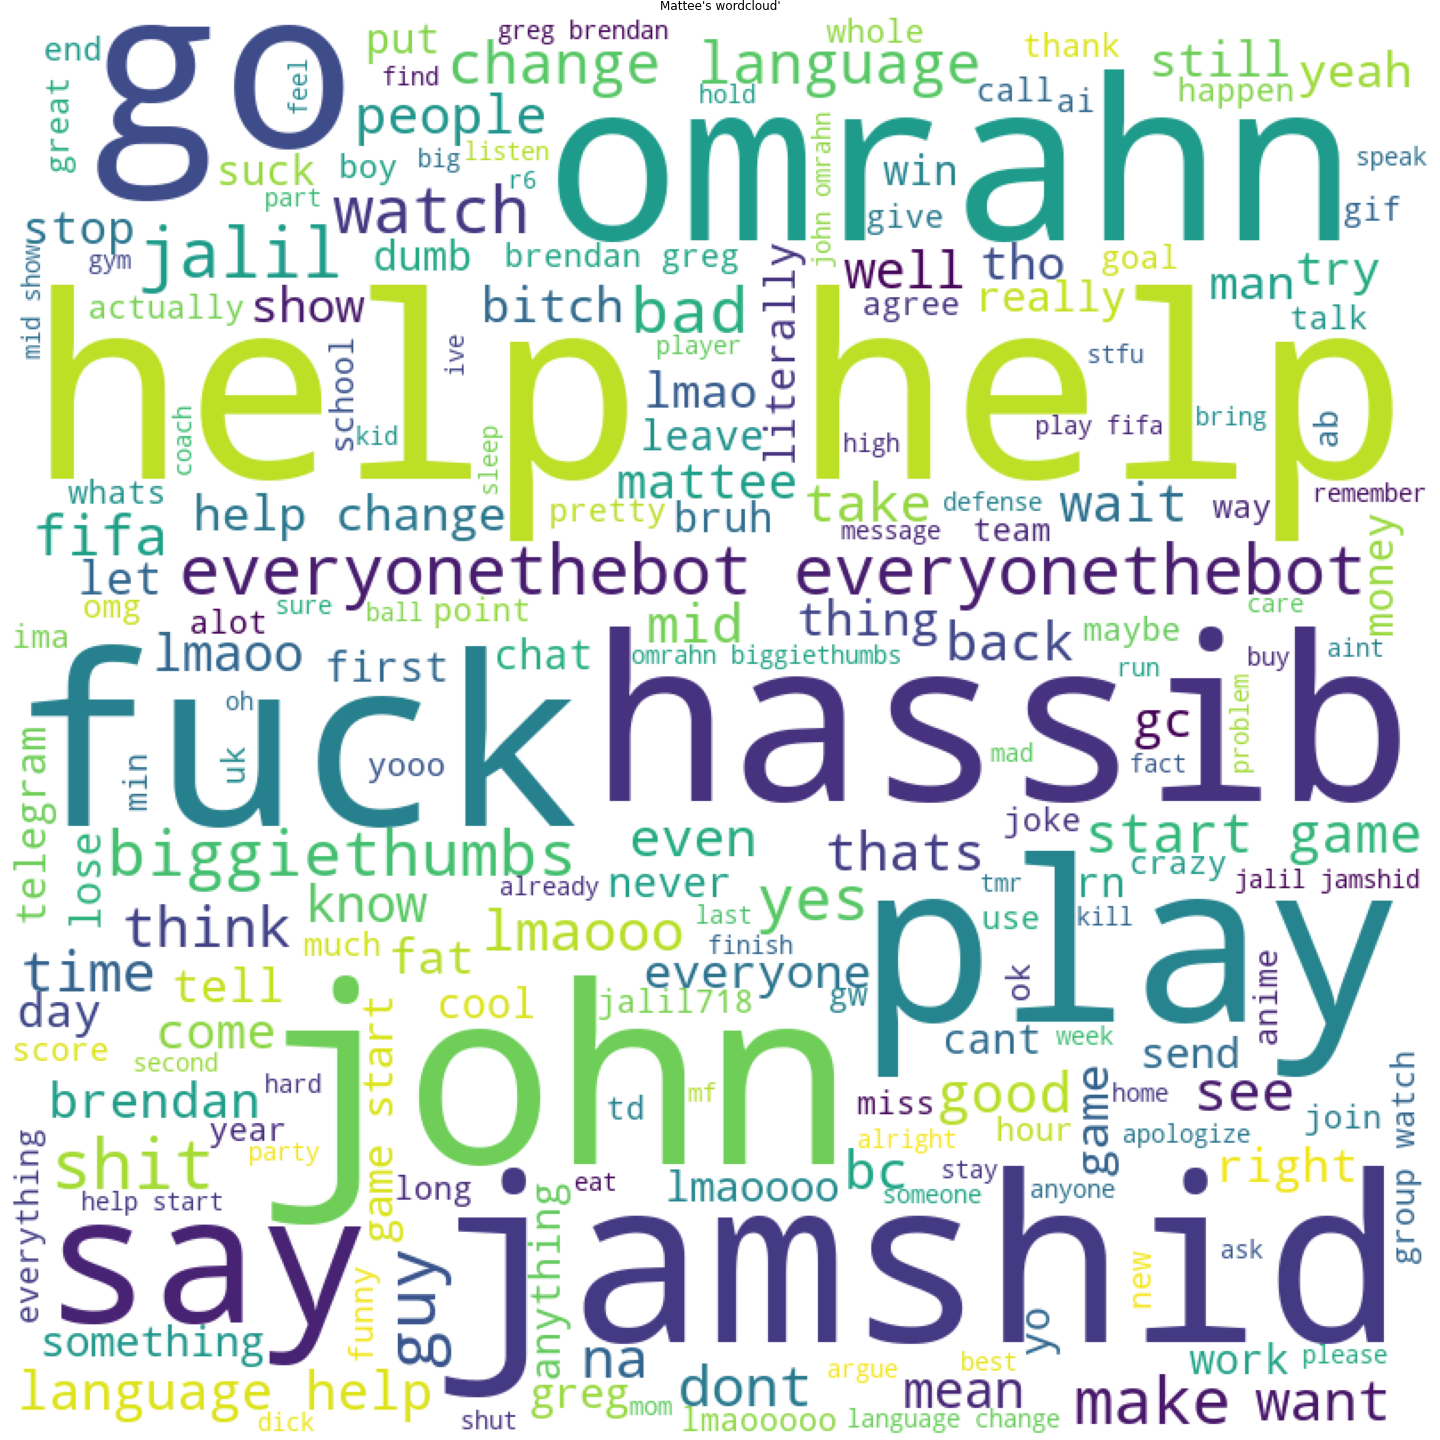 Mattee's wordcloud'
go
omrahn
help help
fuck
hassib
john
play
say
jamshid
end
put
greg brendan
find
change language
whole
hold
thank
call
ai
still
yeah
happen
great
feel
people
suck
boy
big
listen
part
r6
watch
john omrahn
win
give
gif
speak
stop
mid show
gym
jalil
dumb
brendan greg
literally
well
tho
goal
man
try
actually
show
bitch
bad
agree
really
talk
school
ive
player
stfu
coach
kid
sleep
lmao
leave
high
play fifa
bring
ab
whats
mattee
take
defense
wait
way
remember
fifa
help change
pretty
bruh
message
team
money
let
everyonethebot everyonethebot
omg
alot
sure
ball
point
mid
thing
back
maybe
care
ima
lmaoo
first
chat
omrahn biggiethumbs
run
buy
aint
oh
uk
min
yooo
telegram
mad
gc
fact
problem
lose
biggiethumbs
even
thats
joke
start game
already
never
yes
tmr
rn
crazy
jalil jamshid
know
think
much
lmaooo
last
finish
use
kill
time
tell
fat
everyone
gw
ok
anime
day
come
cool
jalil718
cant
week
send
score
second
game start
hard
brendan
year
party
td
mf
miss
good
game
home
see
group watch
alright
hour
apologize
join
everything
shit
help start
long
eat
anything
lmaoooo
bc
someone
stay
anyone
right
guy
funny
new
ask
yo
something
na
argue
best
work
please
language help
dick
shut
greg
mom
dont
lmaooooo
mean
language change
make
want